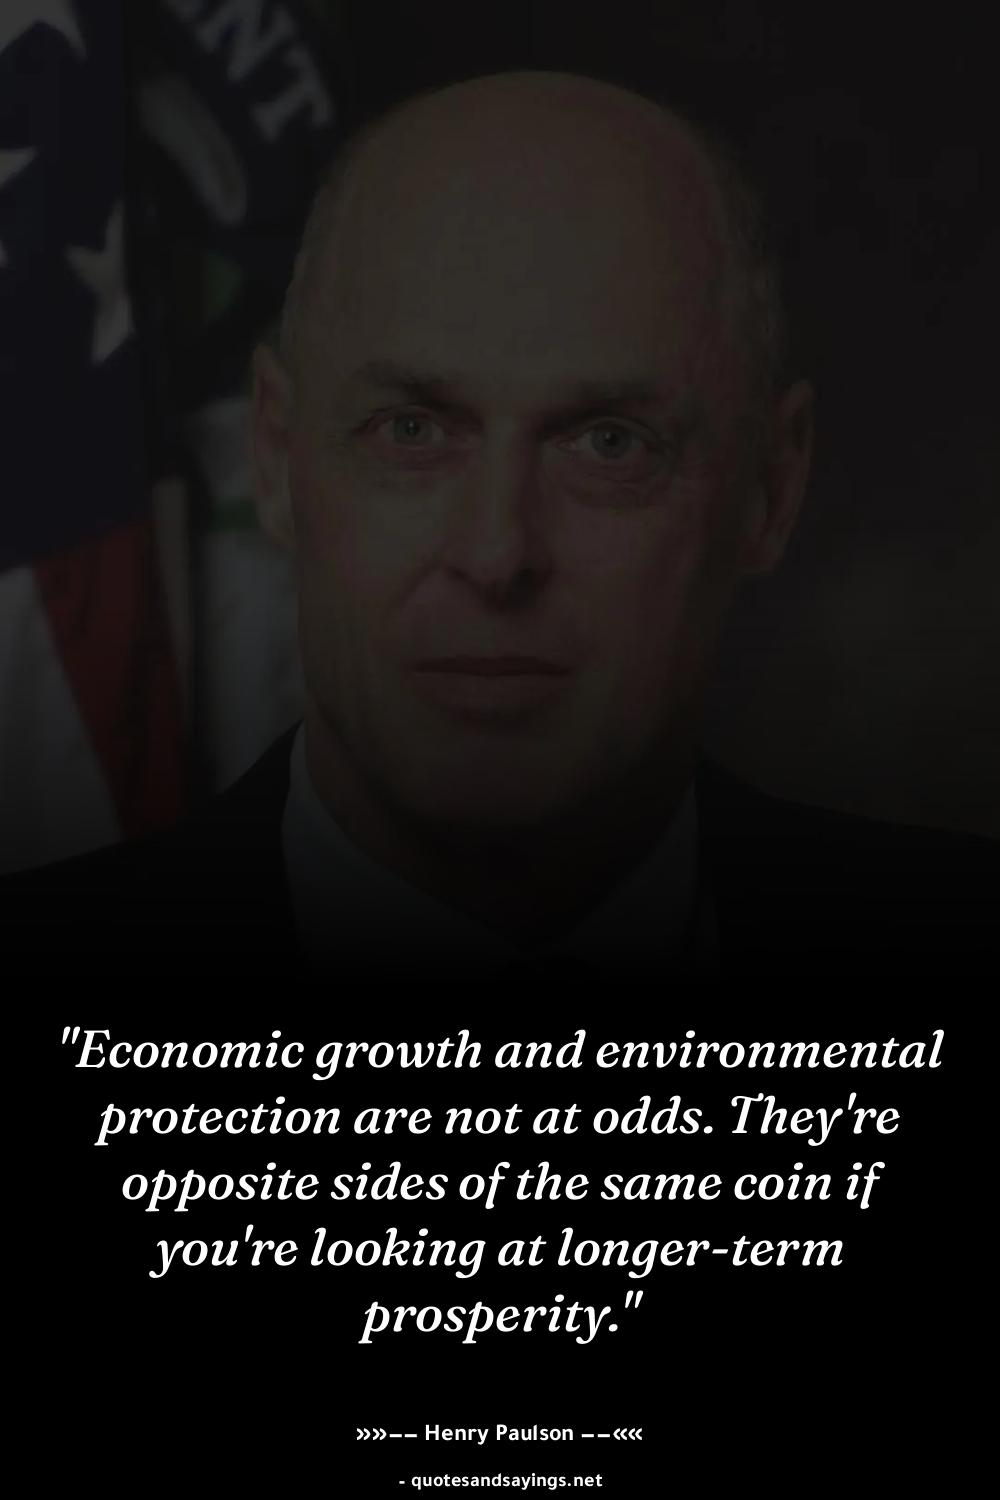 ENT
"Economic growth and environmental
protection are not at odds. They're
opposite sides of the same coin if
you're looking at longer-term
prosperity."
»»−− Henry Paulson −−««
- quotesandsayings.net